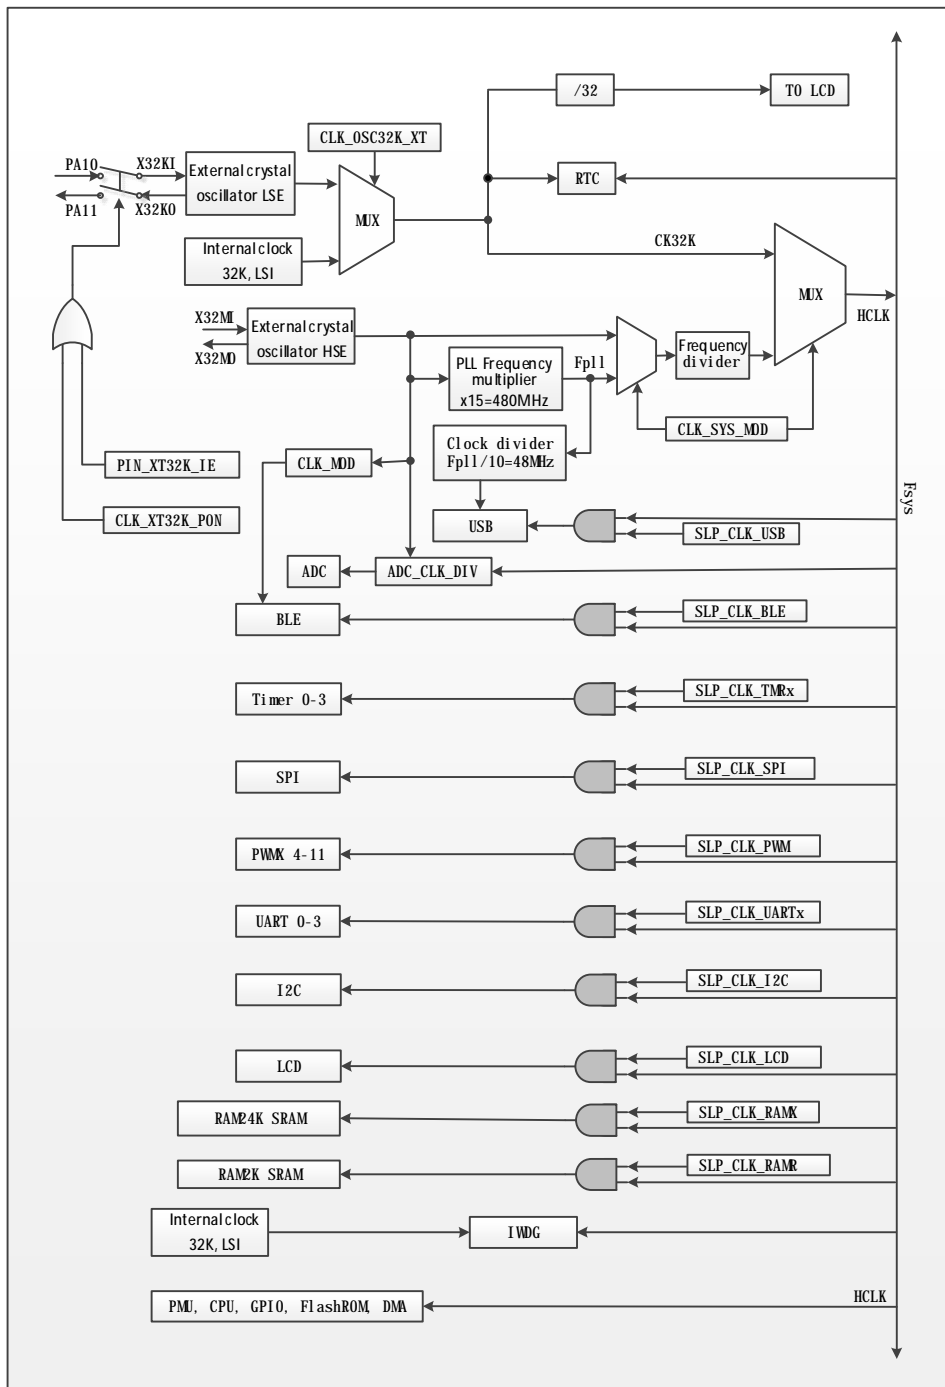 /32
TO LCD
CLK_OSC32K_XT
PA10
X32KI
External crystal
oscillator LSE
RTC
PA11
X32KO
MUX
Internal clock
32K, LSI
CK32K
MUX
HCLK
X32MI
X32MO
External crystal
oscillator HSE
PLL Frequency
multiplier
x15=480MHz
Fpll
Frequency
divider
CLK_SYS_MOD
Clock divider
Fpll/10=48MHz
PIN_XT32K_IE
CLK_MOD
CLK_XT32K_PON
Fsys
USB
SLP_CLK_USB
ADC
ADC_CLK_DIV
BLE
SLP_CLK_BLE
Timer 0-3
SLP_CLK_TMRx
SPI
SLP_CLK_SPI
PWMX 4-11
SLP_CLK_PWM
UART 0-3
SLP_CLK_UARTx
I2C
SLP_CLK_I2C
LCD
SLP_CLK_LCD
RAM24K SRAM
SLP_CLK_RAMX
RAM2K SRAM
SLP_CLK_RAMR
Internal clock
32K, LSI
IWDG
PMU, CPU, GPIO, FlashROM, DMA
HCLK